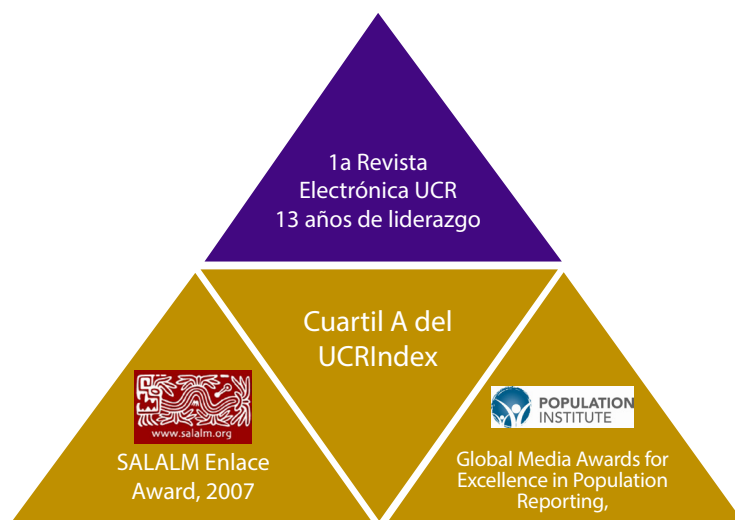 1a Revista
Electrónica UCR
13 años de liderazgo
Cuartil A del
UCRIndex
www.salalm.org
SALALM Enlace
Award, 2007
POPULATION
INSTITUTE
Global Media Awards for
Excellence in Population
Reporting,